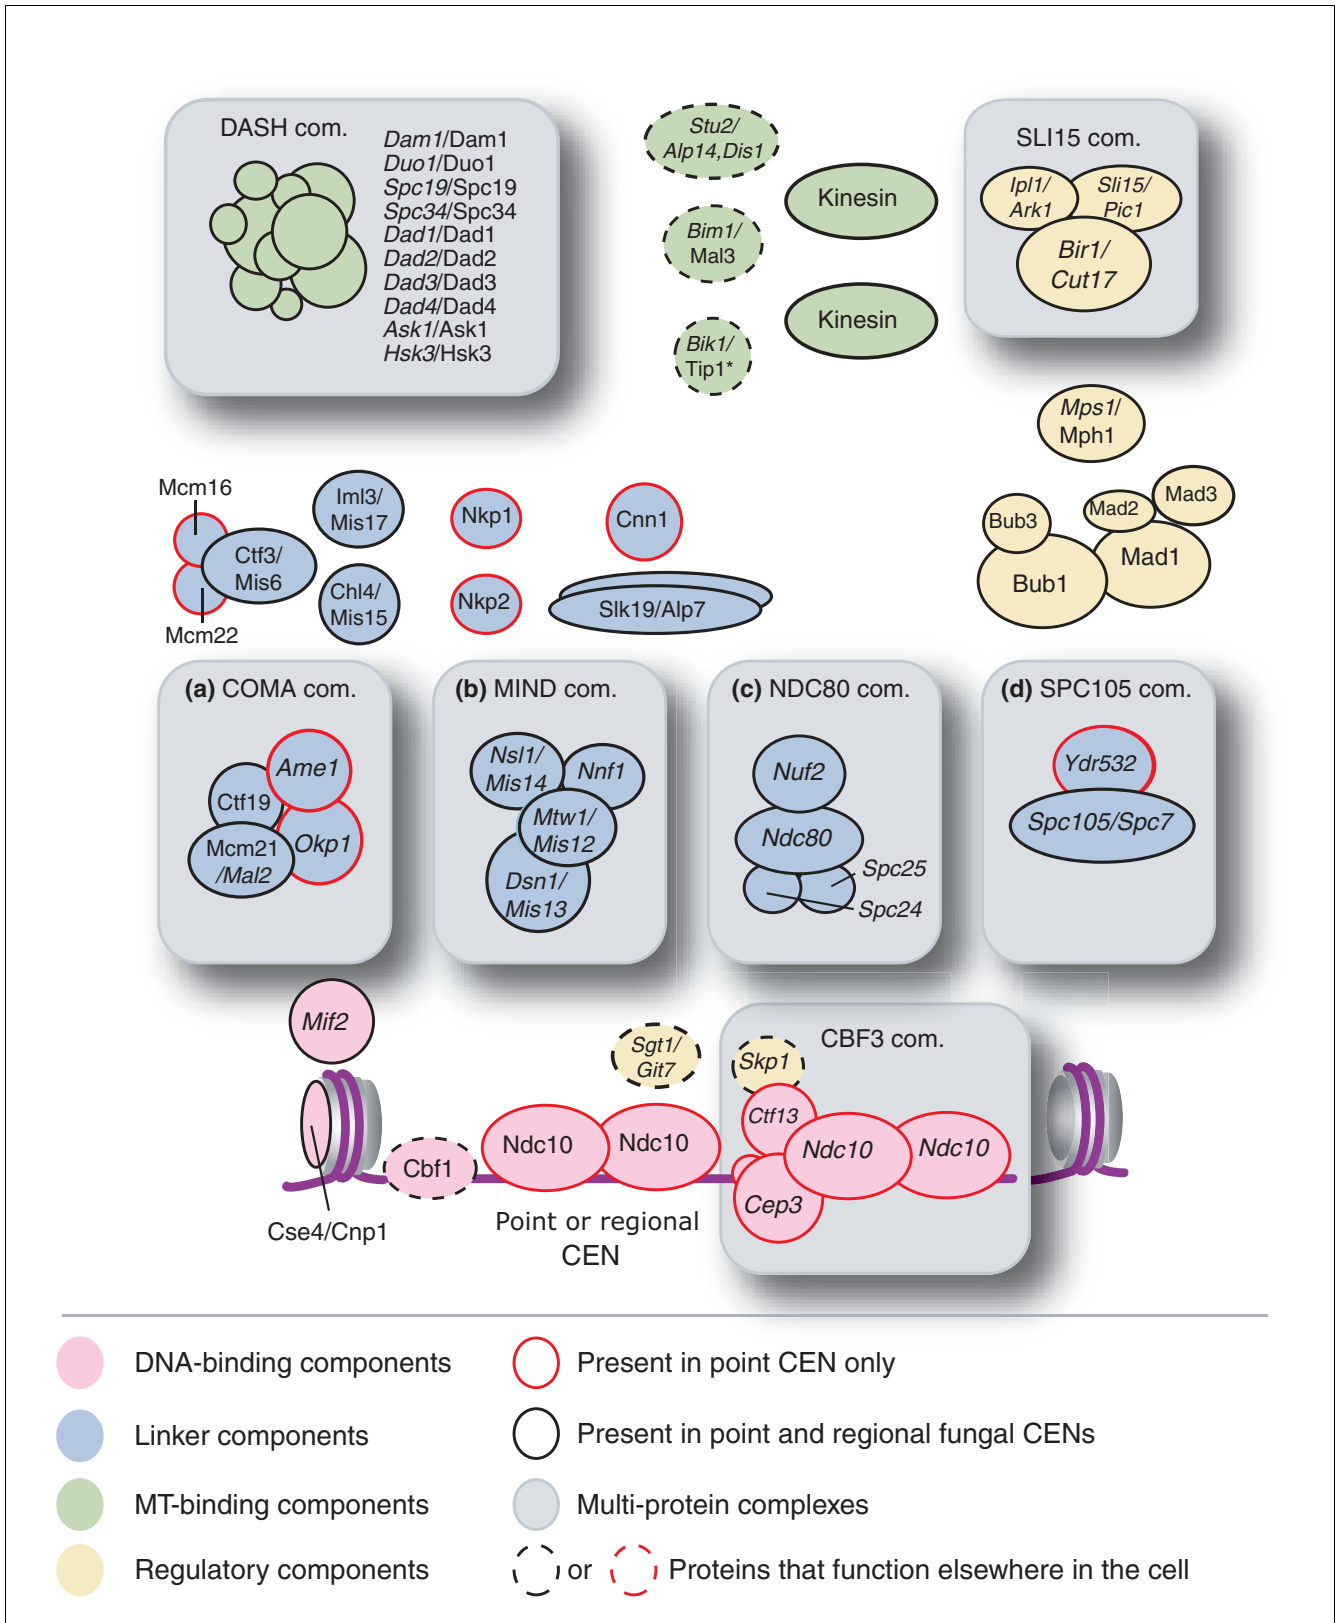 DASH com.
Dam1/Dam1
Duo1/Duo1
Spc19/Spc19
Spc34/Spc34
Dad1/Dad1
Dad2/Dad2
Dad3/Dad3
Dad4/Dad4
Ask1/Ask1
Hsk3/Hsk3
Stu2/
Alp14,Dis1
Bim1/
Mal3
Bik1/
Tip1*
Kinesin
Kinesin
SLI15 com.
Ipl1/
Ark1
Sli15/
Pic1
Bir1/
Cut17
Mps1/
Mph1
Mcm16
Ctf3/
Mis6
Mcm22
Iml3/
Mis17
Chl4/
Mis15
Nkp1
Nkp2
Cnn1
Slk19/Alp7
Bub3
Bub1
Mad2
Mad3
Mad1
(a) COMA com.
Ame1
Ctf19
Okp1
Mcm21
/Mal2
(b) MIND com.
Nsl1/
Mis14
Nnf1
Mtw1/
Mis12
Dsn1/
Mis13
(c) NDC80 com.
Nuf2
Ndc80
Spc25
Spc24
(d) SPC105 com.
Ydr532
Spc105/Spc7
Mif2
Cse4/Cnp1
Cbf1
Ndc10
Ndc10
Sgt1/
Git7
Point or regional
CEN
CBF3 com.
Skp1
Ctf13
Ndc10
Ndc10
Cep3
DNA-binding components
Linker components
MT-binding components
Regulatory components
Present in point CEN only
Present in point and regional fungal CENs
Multi-protein complexes
or
Proteins that function elsewhere in the cell